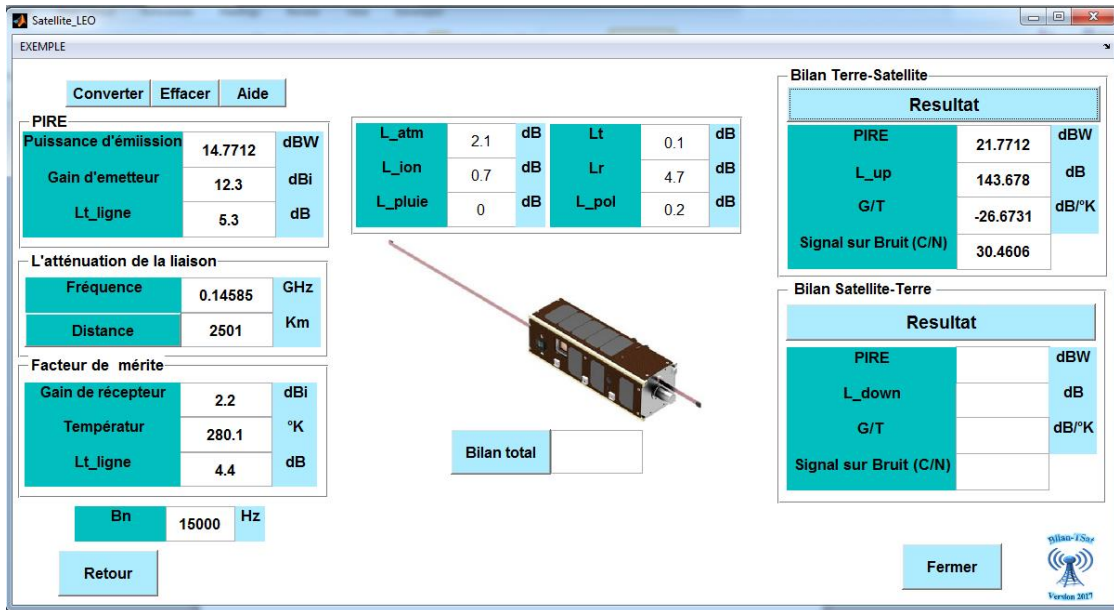 Satellite_LEO
EXEMPLE
Converter Effacer Aide
PIRE
Puissance d'émiission 14.7712 dBW
Gain d'emetteur 12.3 dBi
Lt_ligne 5.3 dB
L'atténuation de la liaison
Fréquence 0.14585 GHz
Distance 2501 Km
Facteur de mérite
Gain de récepteur 2.2 dBi
Températur 280.1 °K
Lt_ligne 4.4 dB
Bn 15000 Hz
Retour
L_atm 2.1 dB Lt 0.1 dB
L_ion 0.7 dB Lr 4.7 dB
L_pluie 0 dB L_pol 0.2 dB
Bilan total
Bilan Terre-Satellite
Resultat
PIRE 21.7712 dBW
L_up 143.678 dB
G/T -26.6731 dB/°K
Signal sur Bruit (C/N) 30.4606
Bilan Satellite-Terre
Resultat
PIRE dBW
L_down dB
G/T dB/°K
Signal sur Bruit (C/N)
Fermer
Bilan-TSat
Version 2017